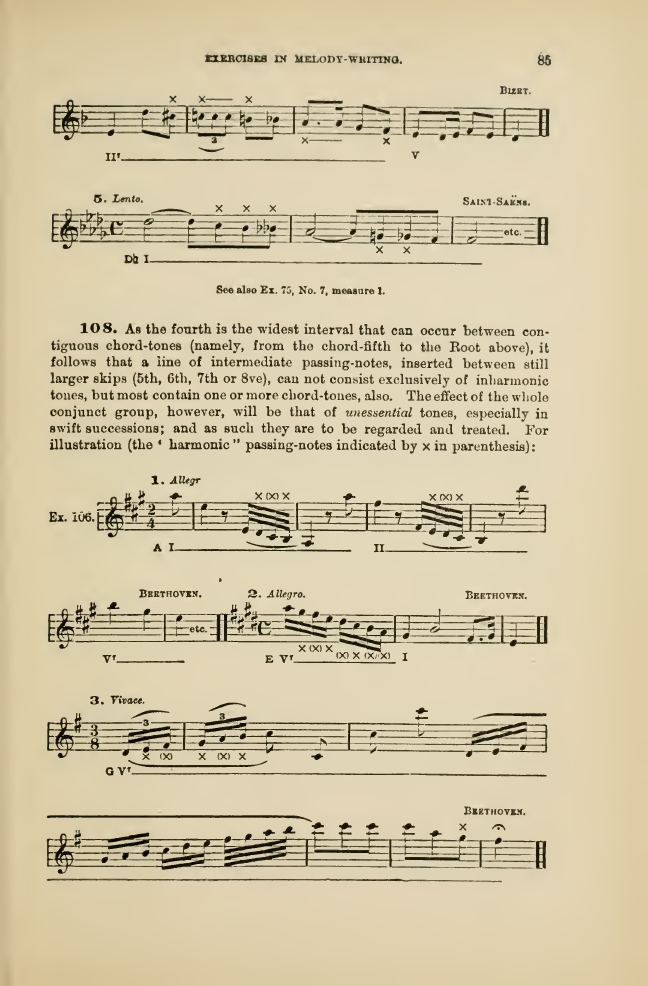 EXERCISES IN MELODY-WRITING. 85
BIZET.
x x x
3
x x
II⁷ V
5. Lento. SAINT-SAËNS.
x x x
etc.
x x
D♭ I
See also Ex. 75, No. 7, measure 1.
108. As the fourth is the widest interval that can occur between con-
tiguous chord-tones (namely, from the chord-fifth to the Root above), it
follows that a line of intermediate passing-notes, inserted between still
larger skips (5th, 6th, 7th or 8ve), can not consist exclusively of inharmonic
tones, but most contain one or more chord-tones, also. The effect of the whole
conjunct group, however, will be that of unessential tones, especially in
swift successions; and as such they are to be regarded and treated. For
illustration (the ‘ harmonic ” passing-notes indicated by x in parenthesis):
1. Allegr
x (x) x x (x) x
Ex. 106. 2 4
A I II
BEETHOVEN. 2. Allegro. BEETHOVEN.
etc.
x (x) x (x) x (x)(x)
V⁷ E V⁷ I
3. Vivace.
3 3
3 8
x (x) x (x) x
G V⁷
BEETHOVEN.
x